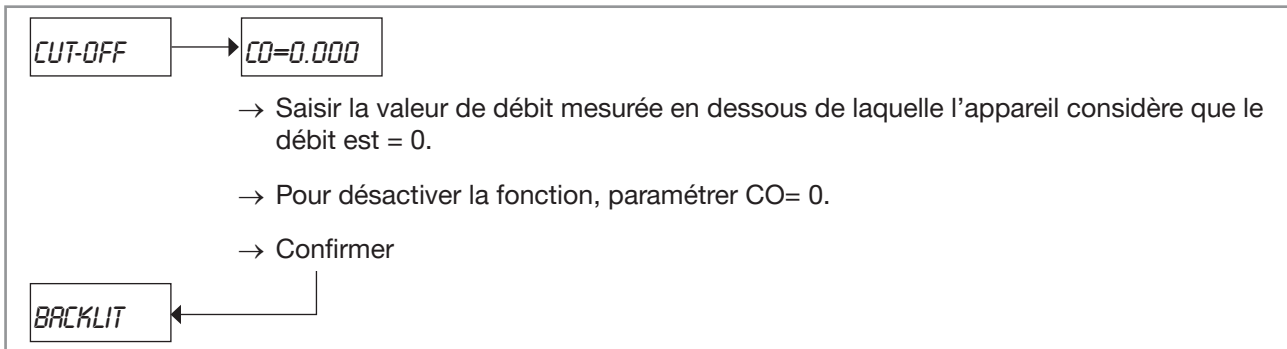 CUT-OFF
CO=0.000
→ Saisir la valeur de débit mesurée en dessous de laquelle l’appareil considère que le
débit est = 0.
→ Pour désactiver la fonction, paramétrer CO= 0.
→ Confirmer
BACKLIT